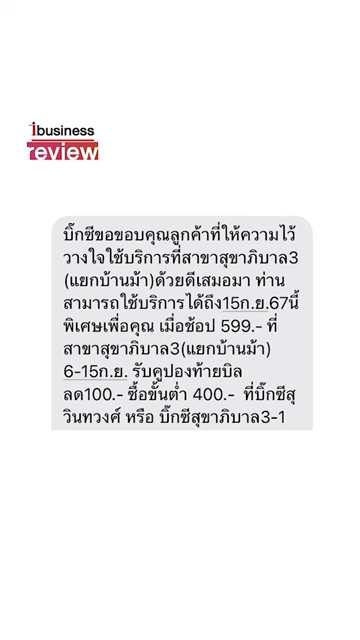 ibusiness
review
บิ๊กซีขอขอบคุณลูกค้าที่ให้ความไว้
วางใจใช้บริการที่สาขาสุขาภิบาล3
(แยกบ้านม้า)ด้วยดีเสมอมา ท่าน
สามารถใช้บริการได้ถึง15ก.ย.67นี้
พิเศษเพื่อคุณ เมื่อช้อป 599.- ที่
สาขาสุขาภิบาล3(แยกบ้านม้า)
6-15ก.ย. รับคูปองท้ายบิล
ลด100.- ซื้อขั้นต่ำ 400.- ที่บิ๊กซีสุ
วินทวงศ์ หรือ บิ๊กซีสุขาภิบาล3-1